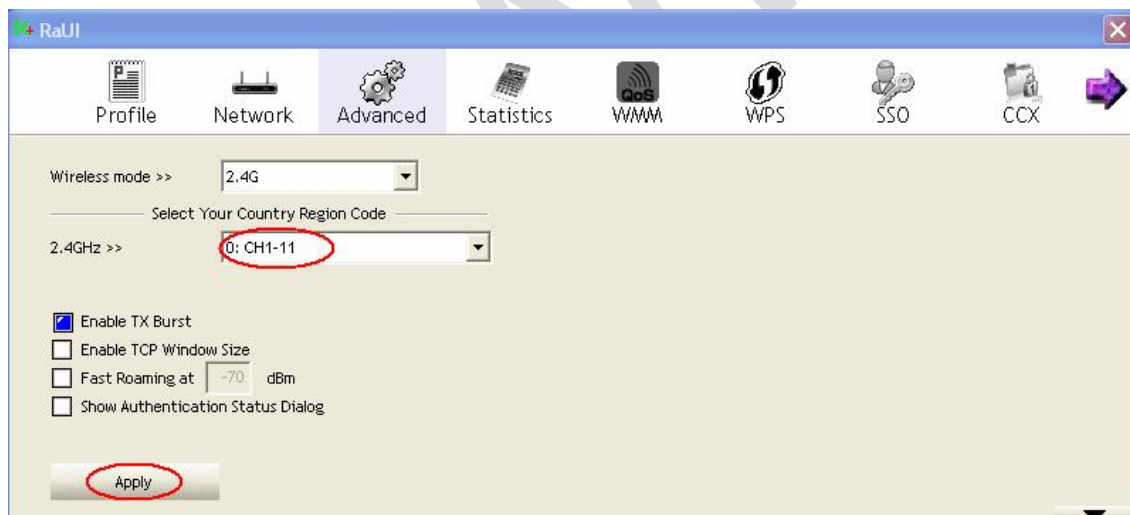 RaUI
Profile Network Advanced Statistics QoS WMM WPS SSO CCX
Wireless mode >> 2.4G
Select Your Country Region Code
2.4GHz >> 0: CH1-11
Enable TX Burst
Enable TCP Window Size
Fast Roaming at -70 dBm
Show Authentication Status Dialog
Apply